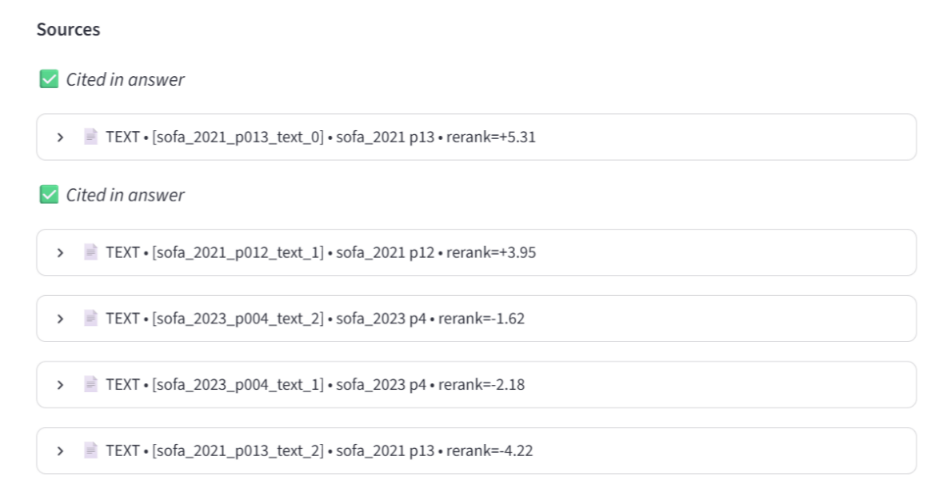 Sources
✅ Cited in answer
TEXT • [sofa_2021_p013_text_0] • sofa_2021 p13 • rerank=+5.31
✅ Cited in answer
TEXT • [sofa_2021_p012_text_1] • sofa_2021 p12 • rerank=+3.95
TEXT • [sofa_2023_p004_text_2] • sofa_2023 p4 • rerank=-1.62
TEXT • [sofa_2023_p004_text_1] • sofa_2023 p4 • rerank=-2.18
TEXT • [sofa_2021_p013_text_2] • sofa_2021 p13 • rerank=-4.22